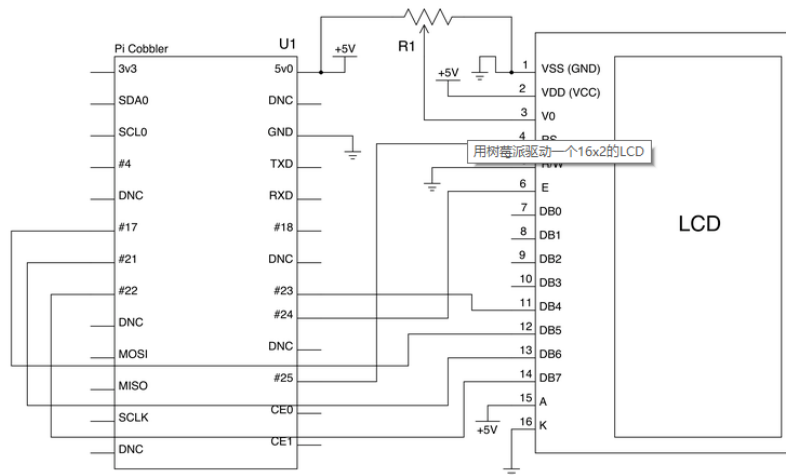 Pi Cobbler
U1
3v3
5v0
SDA0
DNC
SCL0
GND
#4
TXD
DNC
RXD
#17
#18
#21
DNC
#22
#23
DNC
#24
MOSI
DNC
MISO
#25
SCLK
CE0
DNC
CE1
+5V
R1
+5V
1 VSS (GND)
2 VDD (VCC)
3 V0
4 RS
用树莓派驱动一个16x2的LCD
R/W
6 E
7 DB0
8 DB1
9 DB2
10 DB3
11 DB4
12 DB5
13 DB6
14 DB7
15 A
16 K
+5V
LCD